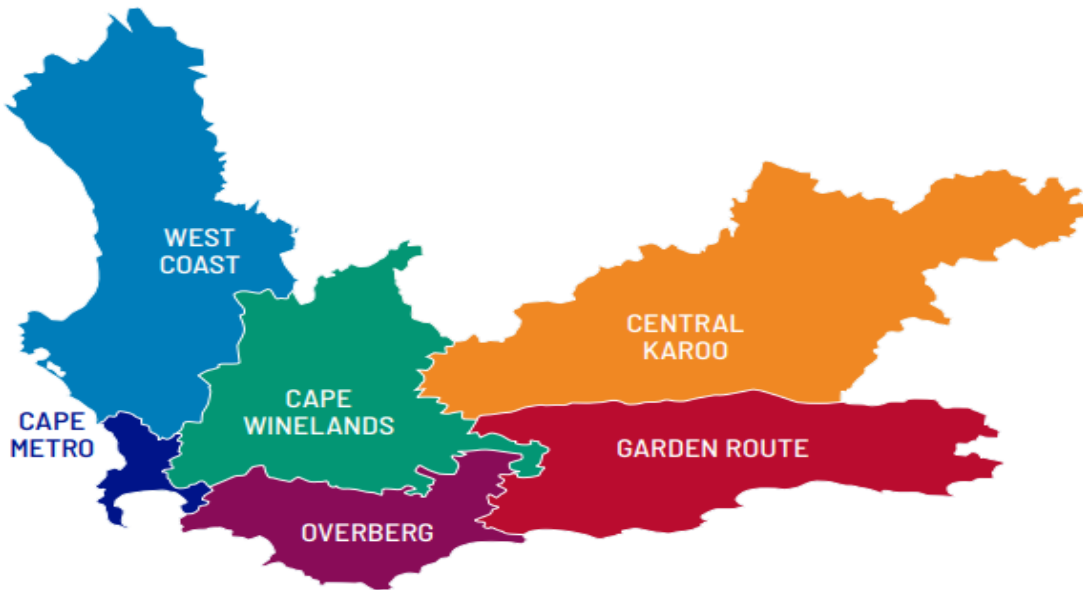 WEST
COAST
CENTRAL
KAROO
CAPE
WINELANDS
CAPE
METRO
GARDEN ROUTE
OVERBERG